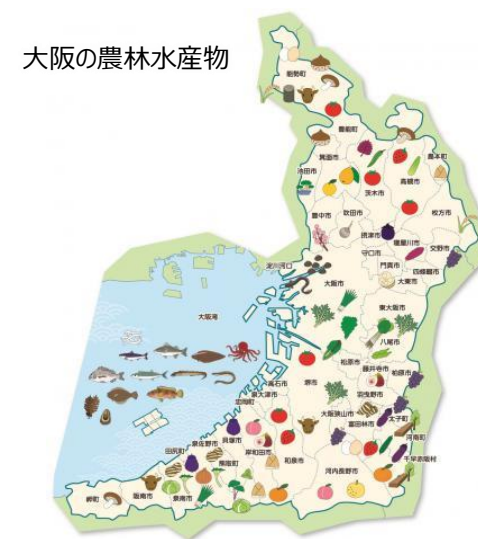 大阪の農林水産物
能勢町
豊能町
箕面市
池田市
茨木市
高槻市
島本町
豊中市
吹田市
摂津市
枚方市
寝屋川市
交野市
守口市
門真市
四條畷市
大東市
淀川河口
大阪市
大阪湾
東大阪市
八尾市
松原市
藤井寺市
柏原市
堺市
羽曳野市
高石市
泉大津市
忠岡町
大阪狭山市
富田林市
太子町
河南町
千早赤阪村
河内長野市
和泉市
岸和田市
貝塚市
泉佐野市
熊取町
田尻町
泉南市
阪南市
岬町